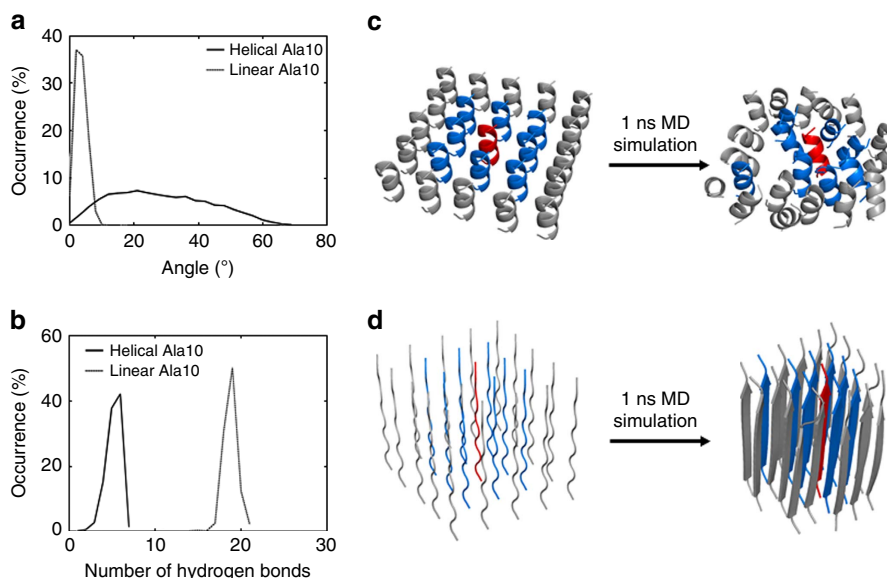 a
40
30
20
10
0
0 20 40 60 80
Occurrence (%)
Angle (°)
Helical Ala10
Linear Ala10
b
60
40
20
0
0 10 20 30
Occurrence (%)
Number of hydrogen bonds
Helical Ala10
Linear Ala10
c
1 ns MD
simulation
d
1 ns MD
simulation